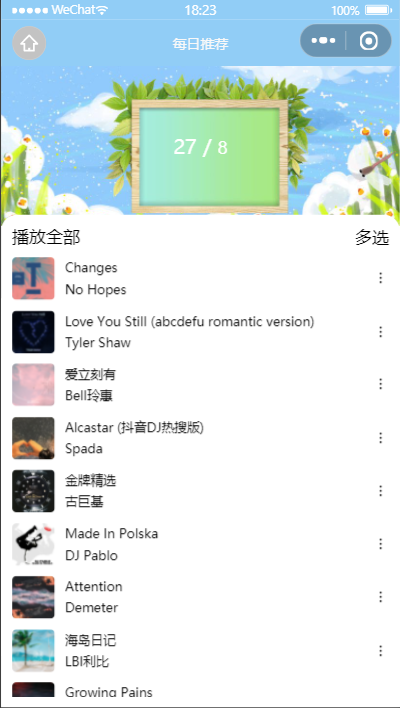 WeChat 18:23 100%
每日推荐
27 / 8
播放全部 多选
Changes
No Hopes
Love You Still (abcdefu romantic version)
Tyler Shaw
爱立刻有
Bell玲惠
Alcastar (抖音DJ热搜版)
Spada
金牌精选
古巨基
Made In Polska
DJ Pablo
Attention
Demeter
海岛日记
LBI利比
Growing Pains